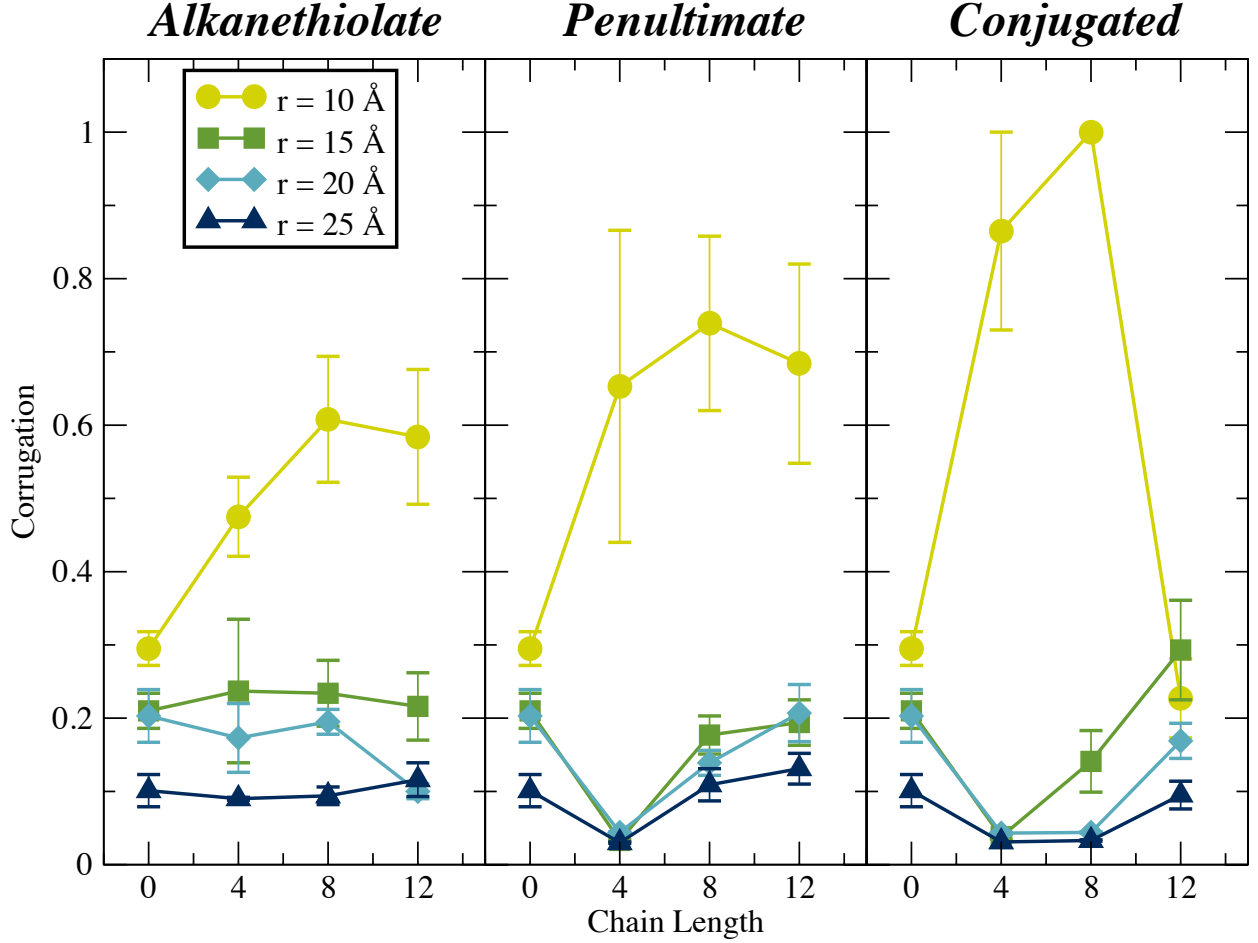 Alkanethiolate Penultimate Conjugated
r = 10 Å
r = 15 Å
r = 20 Å
r = 25 Å
1
0.8
0.6
0.4
0.2
0
Corrugation
0 4 8 12 0 4 8 12 0 4 8 12
Chain Length